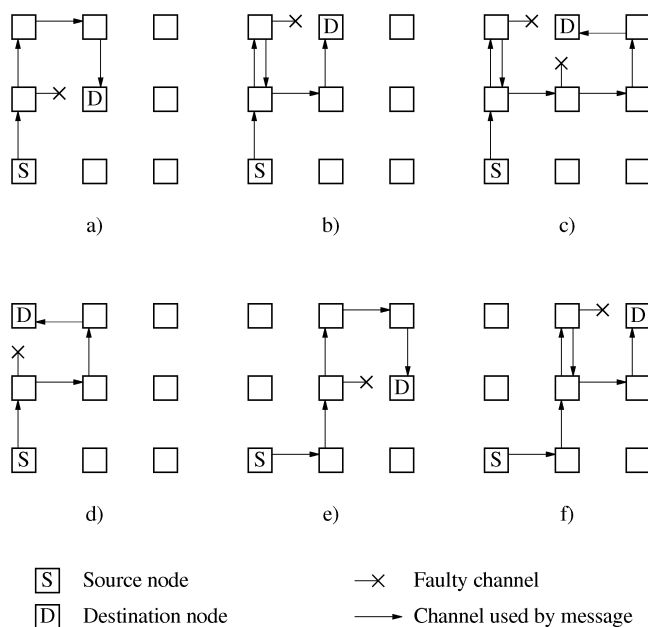 D
D
D
S
S
S
a)
b)
c)
D
D
D
S
S
S
d)
e)
f)
S Source node
Faulty channel
D Destination node
Channel used by message